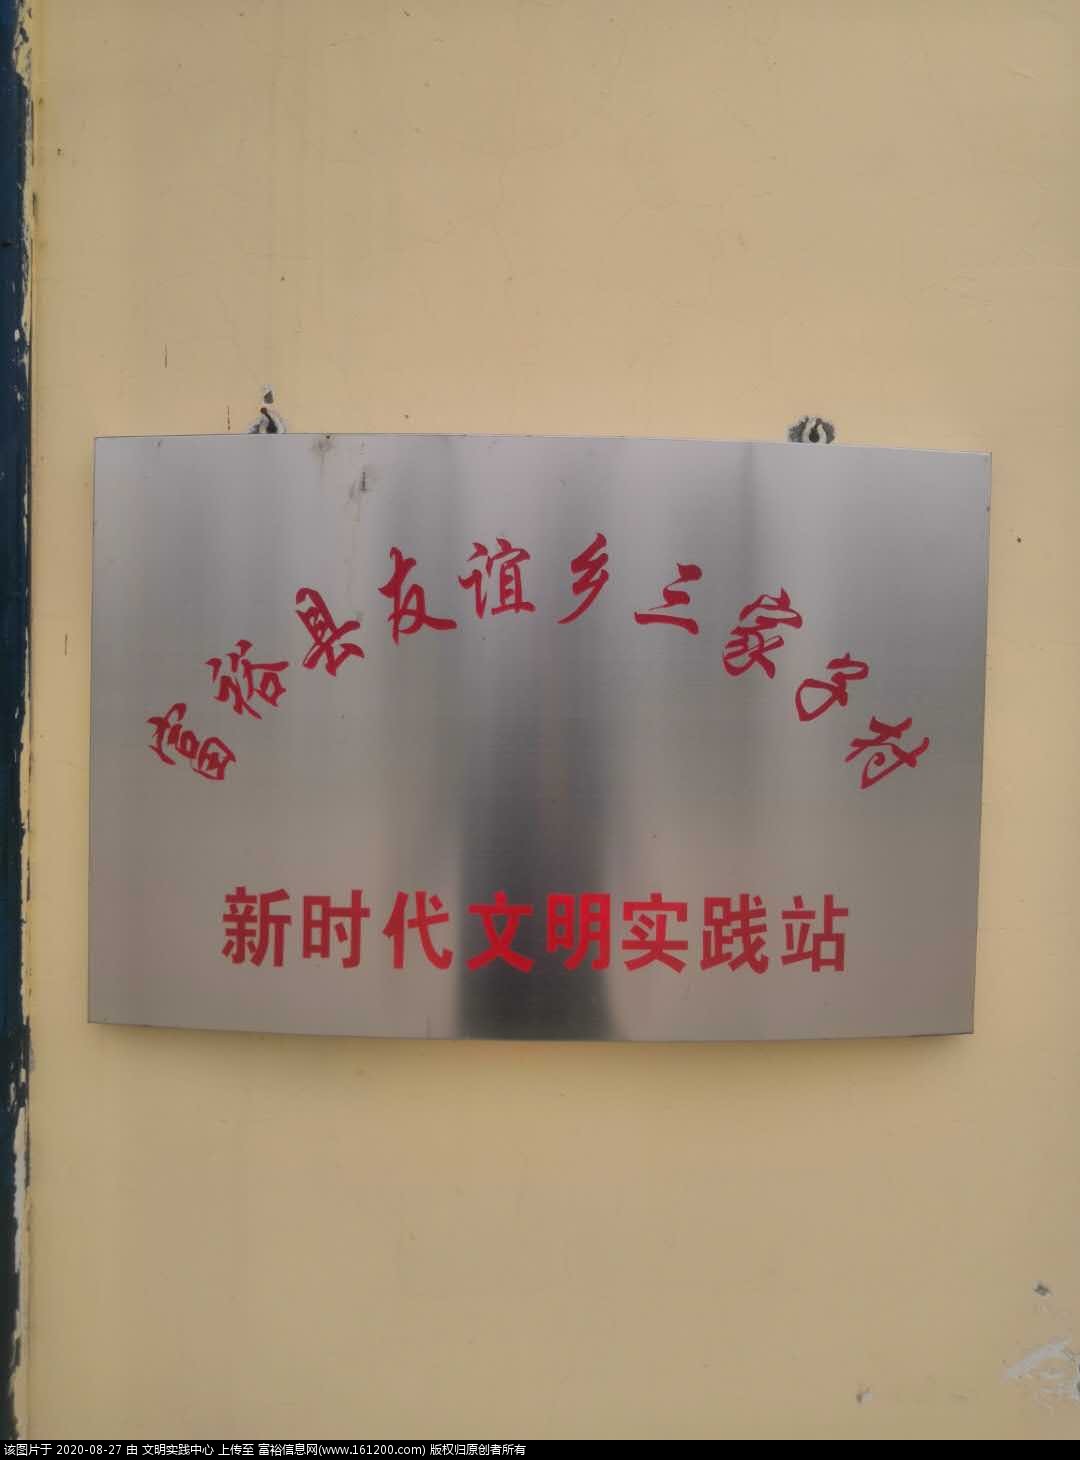 富裕县友谊乡三家子村
新时代文明实践站
该图片于 2020-08-27 由 文明实践中心 上传至 富裕信息网(www.161200.com) 版权归原创者所有